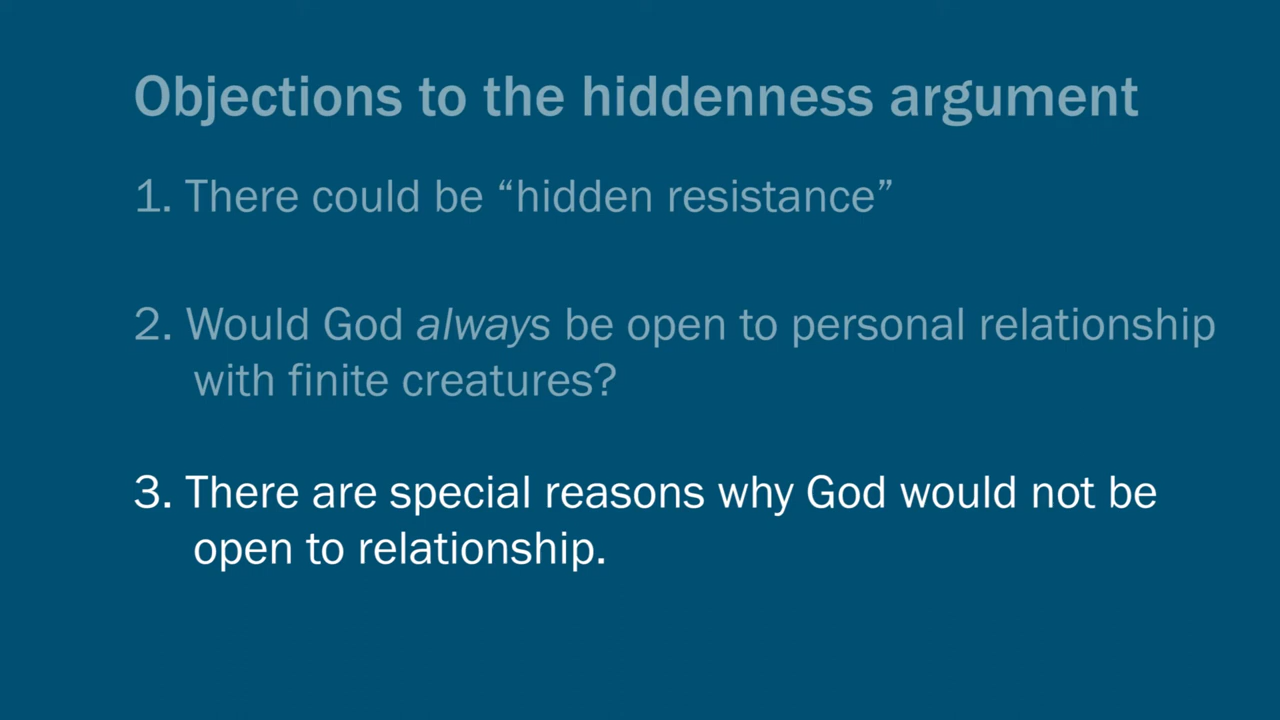 Objections to the hiddenness argument
1. There could be “hidden resistance”
2. Would God always be open to personal relationship
with finite creatures?
3. There are special reasons why God would not be
open to relationship.